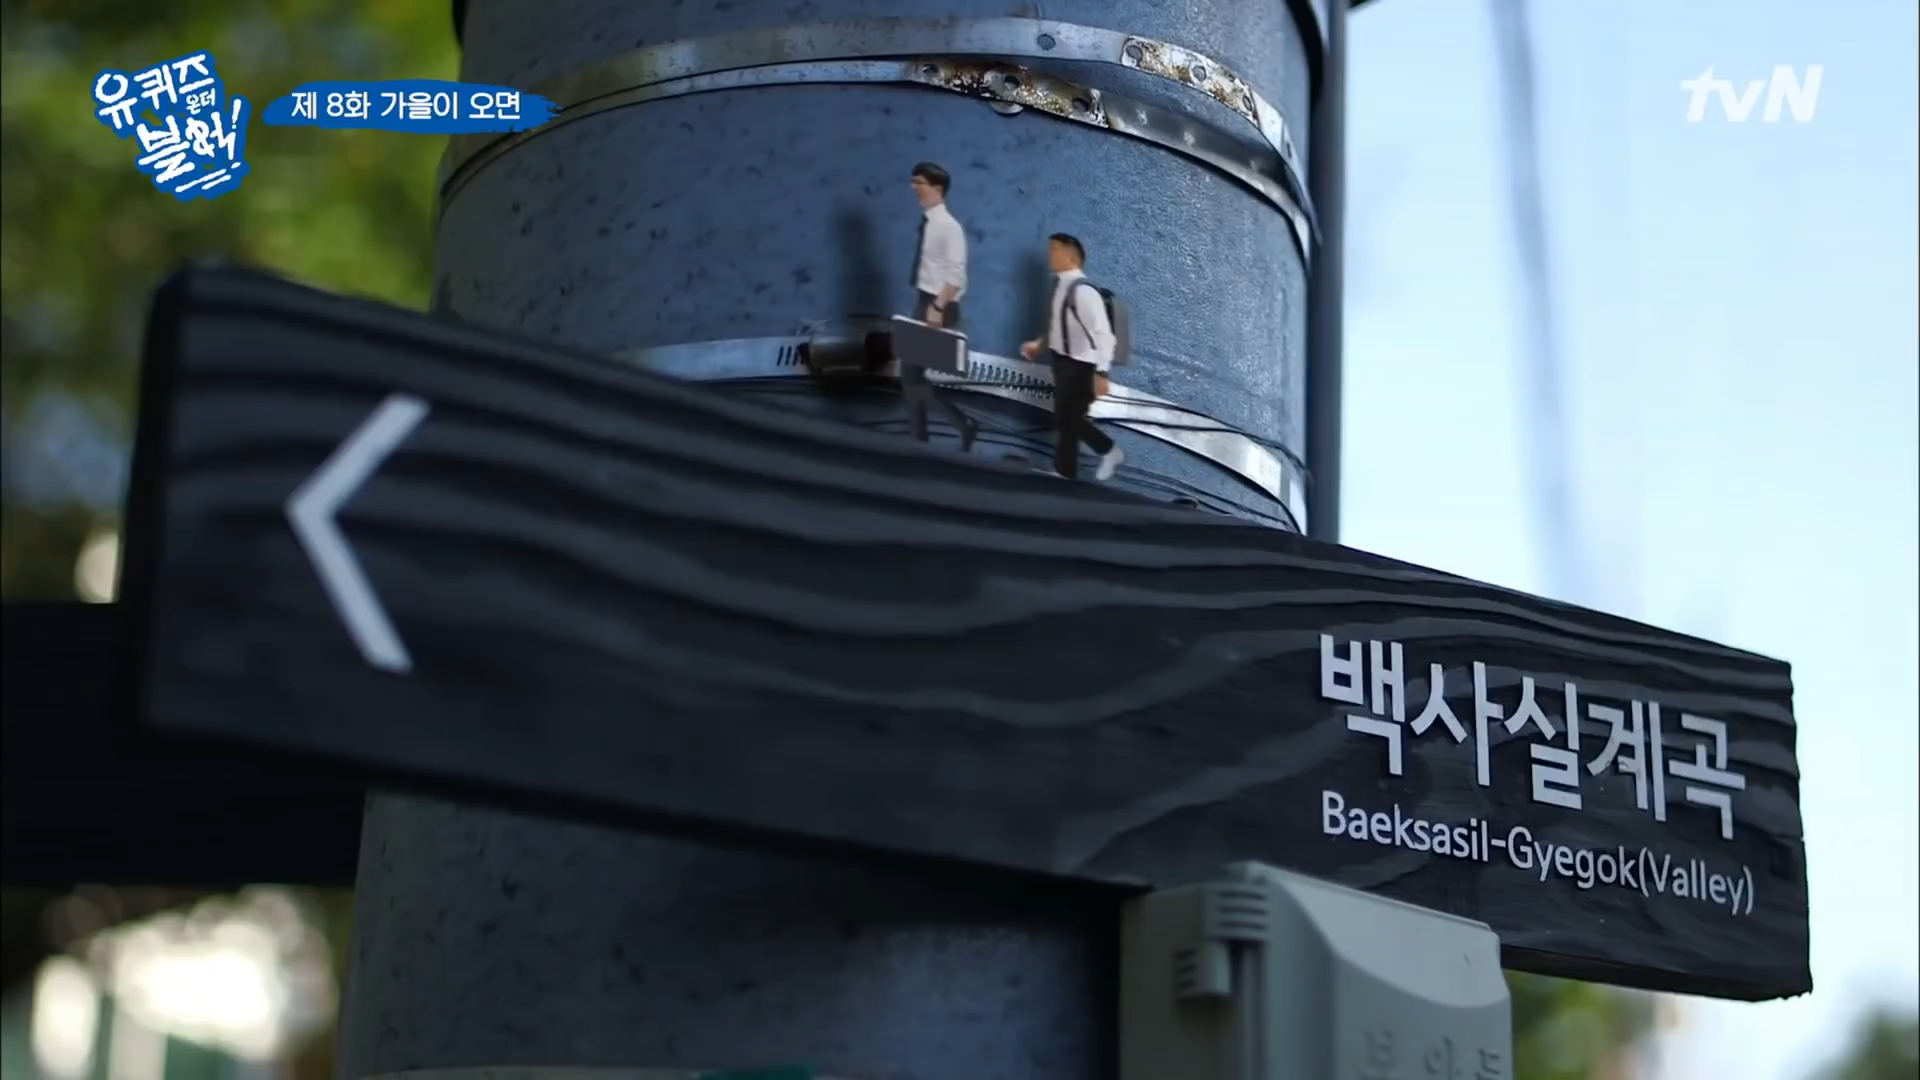 유퀴즈
온더
블럭!
제 8화 가을이 오면
tvN
백사실계곡
Baeksasil-Gyegok(Valley)